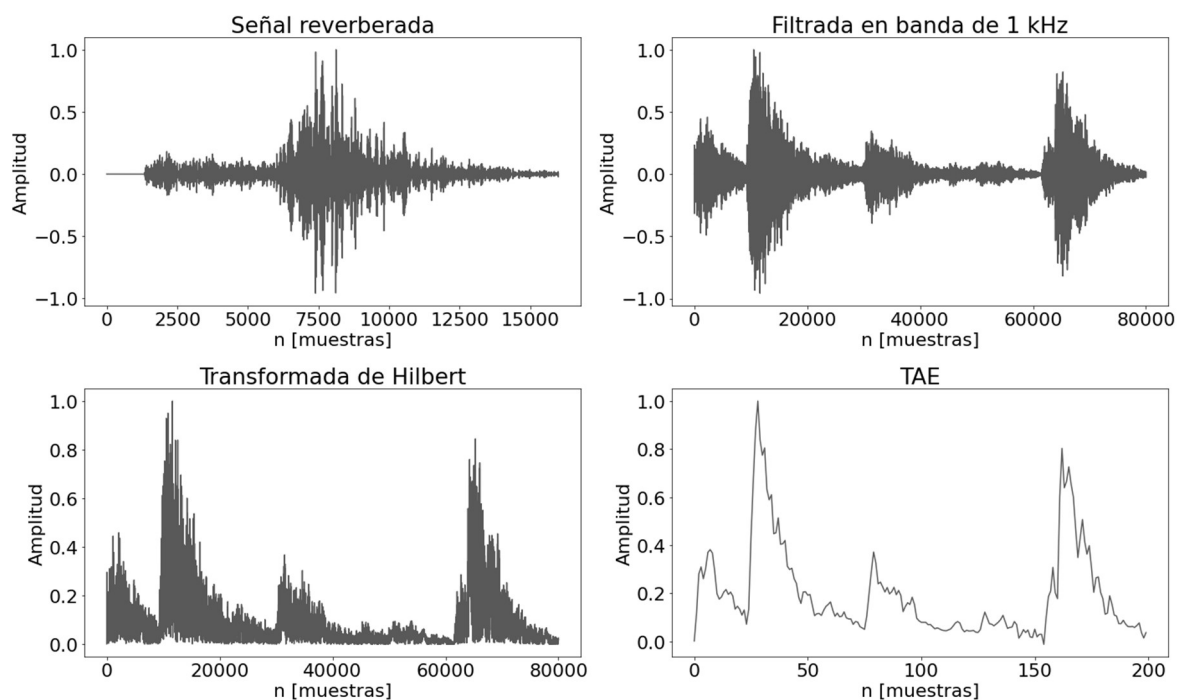 Señal reverberada
1.0
0.5
0.0
−0.5
−1.0
Amplitud
0 2500 5000 7500 10000 12500 15000
n [muestras]
Filtrada en banda de 1 kHz
1.0
0.5
0.0
−0.5
−1.0
Amplitud
0 20000 40000 60000 80000
n [muestras]
Transformada de Hilbert
1.0
0.8
0.6
0.4
0.2
0.0
Amplitud
0 20000 40000 60000 80000
n [muestras]
TAE
1.0
0.8
0.6
0.4
0.2
0.0
Amplitud
0 50 100 150 200
n [muestras]